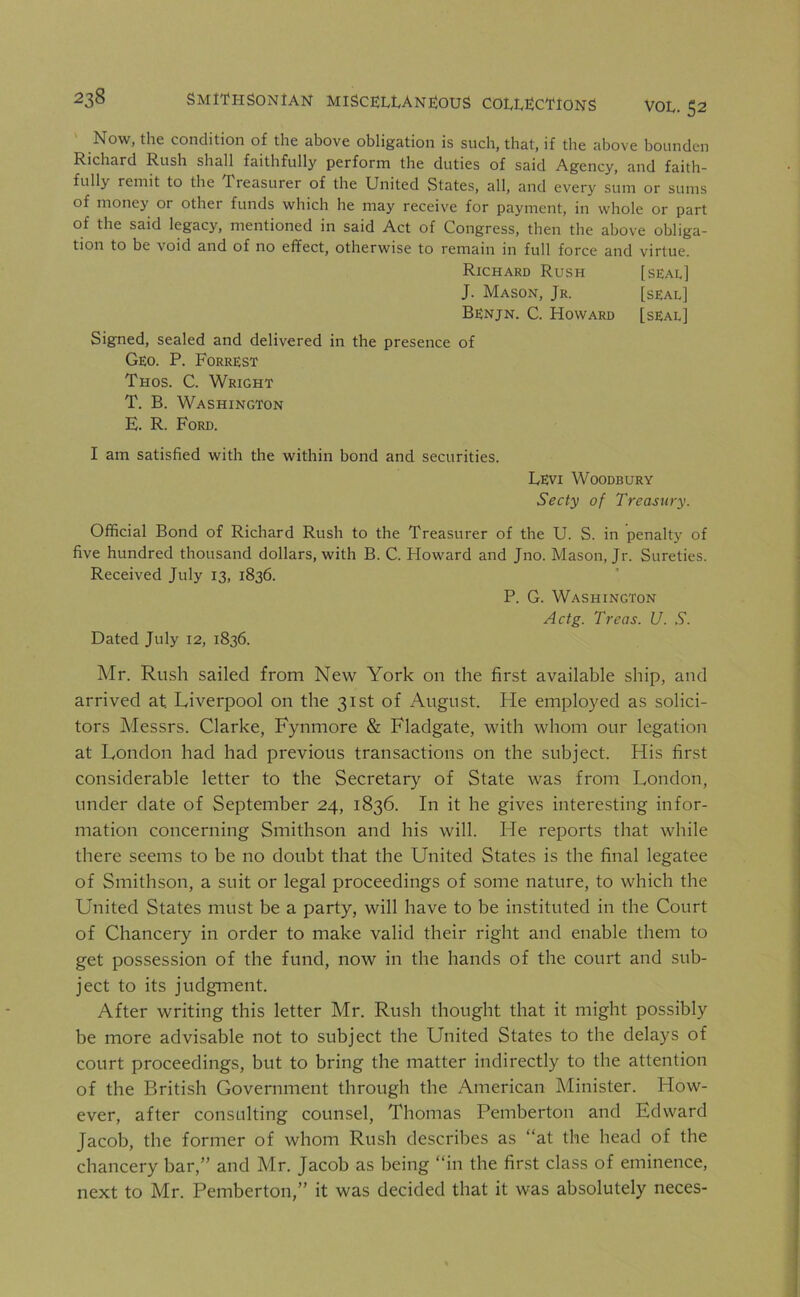 238 SMITHSONIAN MISCELLANEOUS COLLECTIONS VOL. 52
Now, the condition of the above obligation is such, that, if the above bounden
Richard Rush shall faithfully perform the duties of said Agency, and faith-
fully remit to the Treasurer of the United States, all, and every sum or sums
of money or other funds which he may receive for payment, in whole or part
of the said legacy, mentioned in said Act of Congress, then the above obliga-
tion to be void and of no effect, otherwise to remain in full force and virtue.
Richard Rush [seal]
J. Mason, Jr. [seal]
Benjn. C. Howard [seal]
Signed, sealed and delivered in the presence of
Geo. P. Forrest
Thos. C. Wright
T. B. Washington
E. R. Ford.
I am satisfied with the within bond and securities.
Levi Woodbury
Secty of Treasury.
Official Bond of Richard Rush to the Treasurer of the U. S. in penalty of
five hundred thousand dollars, with B. C. Howard and Jno. Mason, Jr. Sureties.
Received July 13, 1836.
P. G. Washington
Actg. Treas. U. S.
Dated July 12, 1836.
Mr. Rush sailed from New York on the first available ship, and
arrived at Liverpool on the 31st of August. He employed as solici-
tors Messrs. Clarke, Fynmore & Fladgate, with whom our legation
at London had had previous transactions on the subject. His first
considerable letter to the Secretary of State was from London,
under date of September 24, 1836. In it he gives interesting infor-
mation concerning Smithson and his will. He reports that while
there seems to be no doubt that the United States is the final legatee
of Smithson, a suit or legal proceedings of some nature, to which the
United States must be a party, will have to be instituted in the Court
of Chancery in order to make valid their right and enable them to
get possession of the fund, now in the hands of the court and sub-
ject to its judgment.
After writing this letter Mr. Rush thought that it might possibly
be more advisable not to subject the United States to the delays of
court proceedings, but to bring the matter indirectly to the attention
of the British Government through the American Minister. How-
ever, after consulting counsel, Thomas Pemberton and Edward
Jacob, the former of whom Rush describes as "at the head of the
chancery bar," and Mr. Jacob as being "in the first class of eminence,
next to Mr. Pemberton," it was decided that it was absolutely neces-